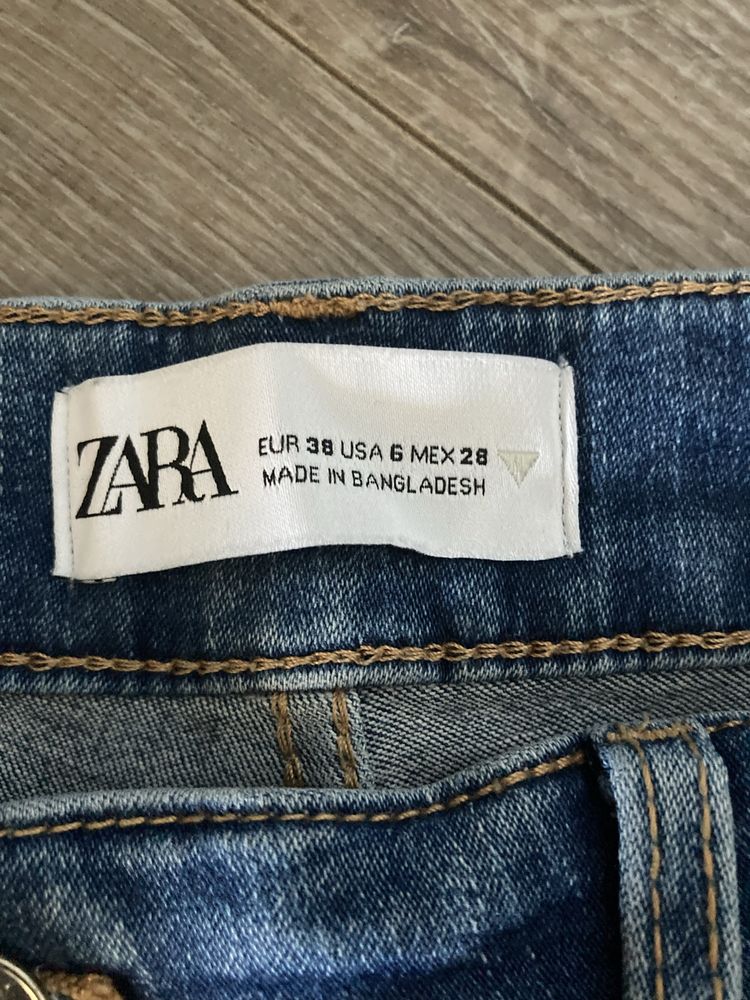 ZARA
EUR 38 USA 6 MEX 28
MADE IN BANGLADESH